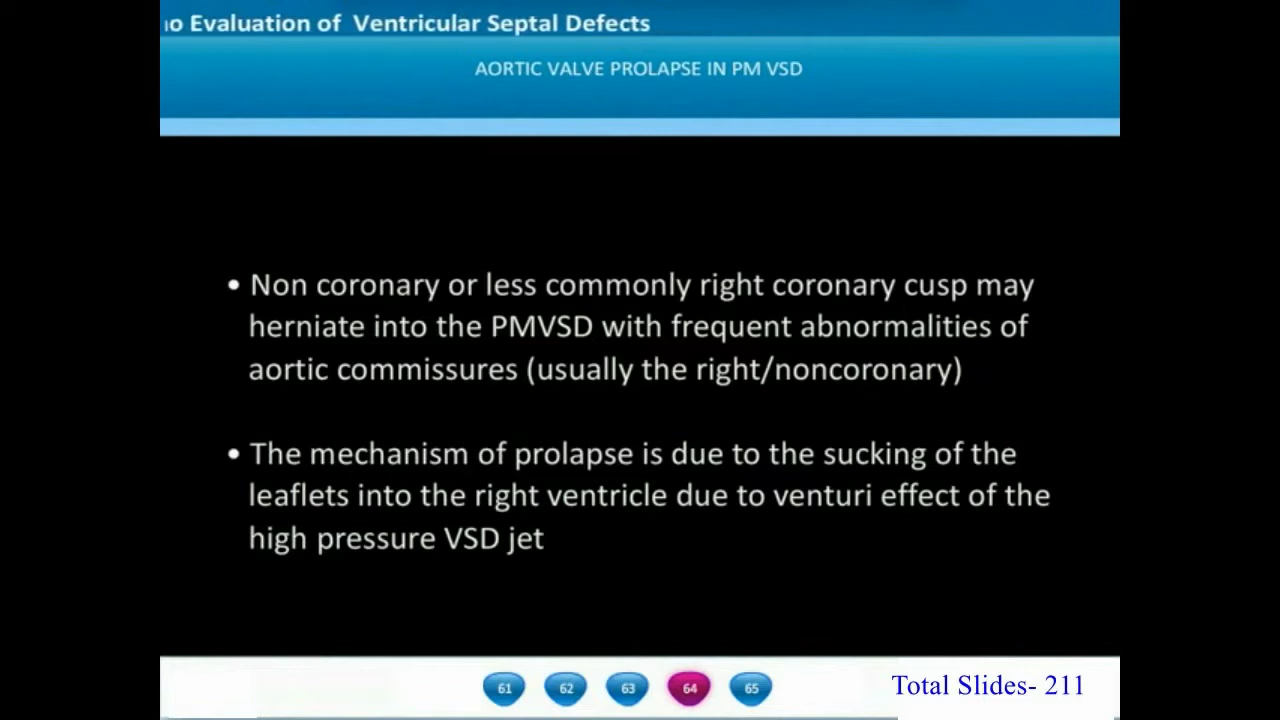 Evaluation of Ventricular Septal Defects
AORTIC VALVE PROLAPSE IN PM VSD
• Non coronary or less commonly right coronary cusp may
herniate into the PMVSD with frequent abnormalities of
aortic commissures (usually the right/noncoronary)
• The mechanism of prolapse is due to the sucking of the
leaflets into the right ventricle due to venturi effect of the
high pressure VSD jet
61 62 63 64 65
Total Slides- 211